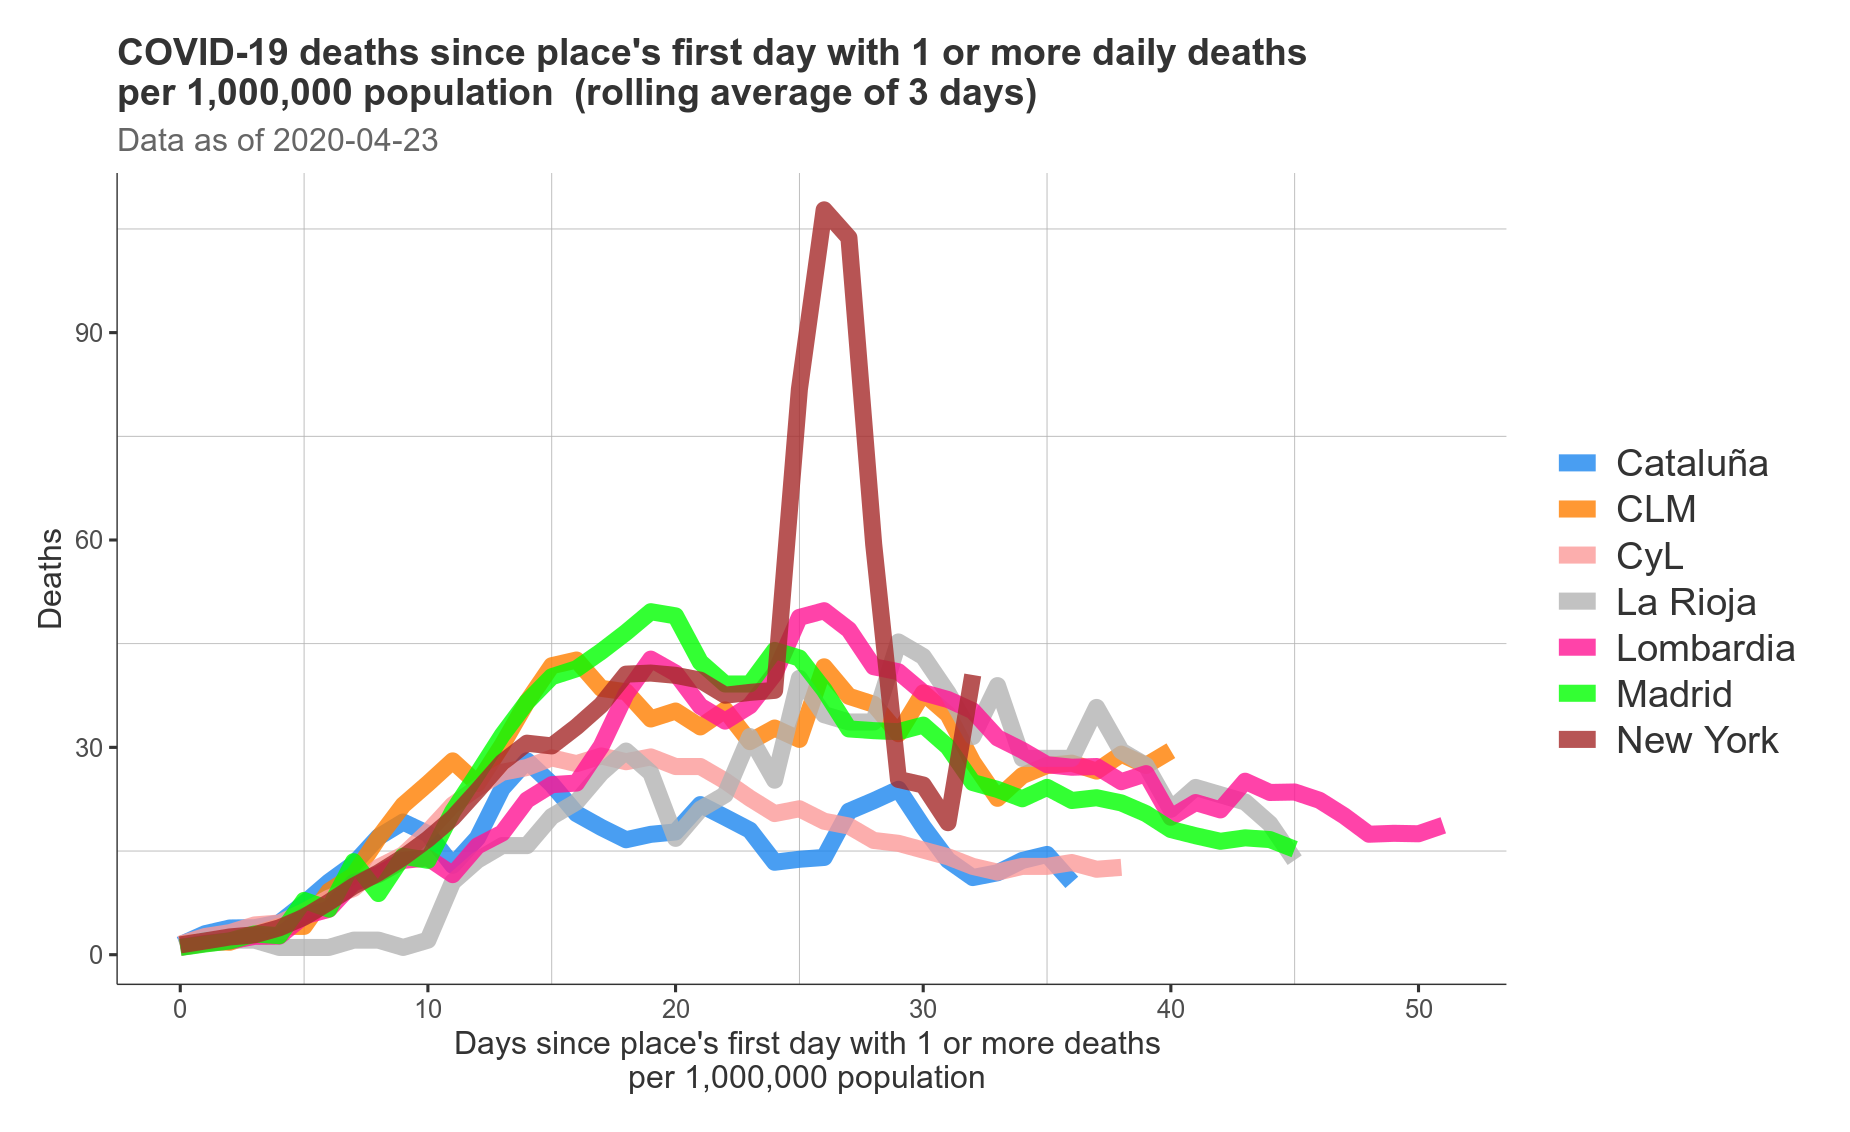 COVID-19 deaths since place's first day with 1 or more daily deaths
per 1,000,000 population  (rolling average of 3 days)
Data as of 2020-04-23
Deaths
90
60
30
0
0
10
20
30
40
50
Days since place's first day with 1 or more deaths
per 1,000,000 population
Cataluña
CLM
CyL
La Rioja
Lombardia
Madrid
New York